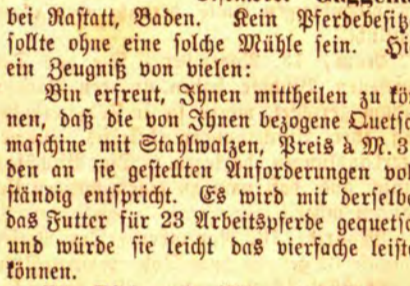 bei Rastatt, Baden. Kein Pferdebesitz
sollte ohne eine solche Mühle sein. Hi
ein Zeugniß von vielen:
Bin erfreut, Ihnen mittheilen zu kö
nen, daß die von Ihnen bezogene Quetsc
maschine mit Stahlwalzen, Preis à M. 3
den an sie gestellten Anforderungen vol
ständig entspricht. Es wird mit derselbe
das Futter für 23 Arbeitspferde gequetsc
und würde sie leicht das vierfache leiste
können.